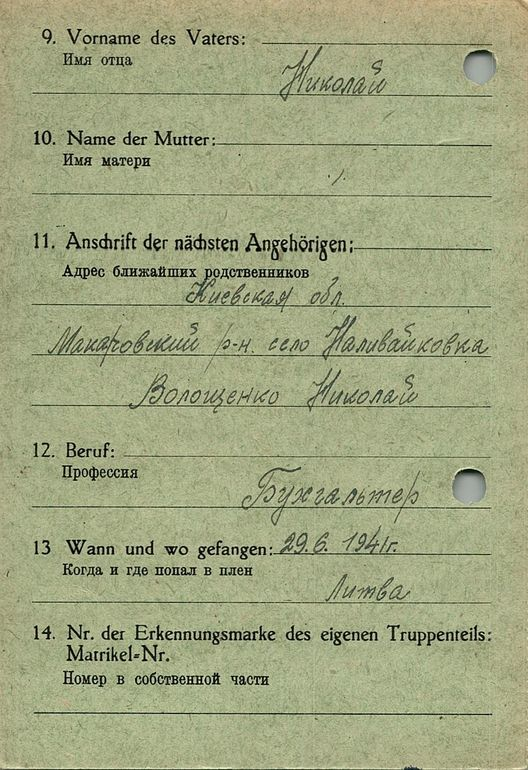 9. Vorname des Vaters:
Имя отца
Николай
10. Name der Mutter:
Имя матери
11. Anschrift der nächsten Angehörigen:
Адрес ближайших родственников
Киевская обл.
Макаровский р-н. село Наливайковка
Волощенко Николай
12. Beruf:
Профессия
Бухгальтер
13 Wann und wo gefangen: 29.6. 1941г.
Когда и где попал в плен
Литва
14. Nr. der Erkennungsmarke des eigenen Truppenteils:
Matrikel-Nr.
Номер в собственной части